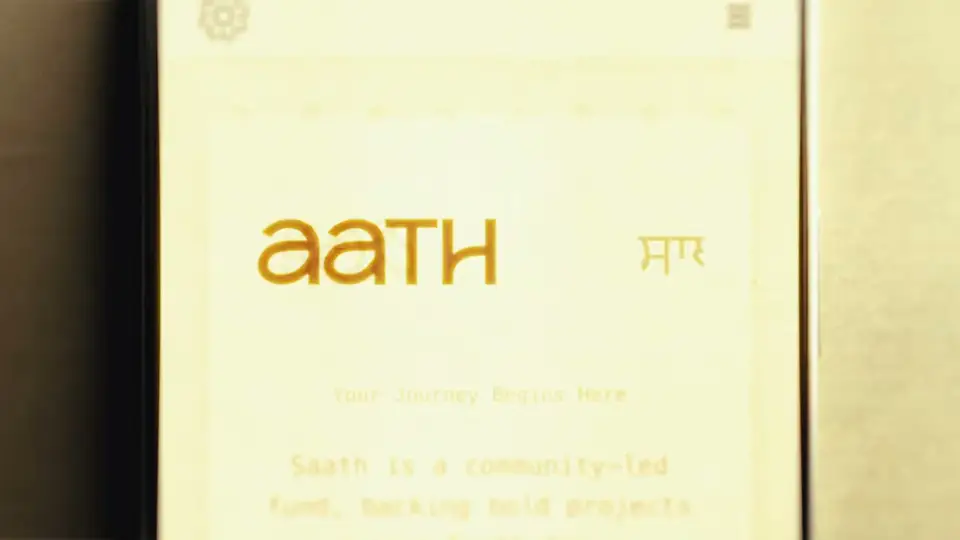 aaTH
Your Journey Begins Here
Saath is a community-led
fund, backing bold projects